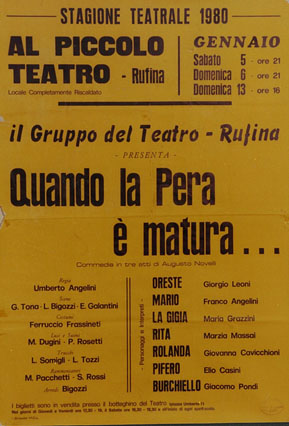 STAGIONE TEATRALE 1980
AL PICCOLO
TEATRO - Rufina
Locale Completamente Riscaldato
GENNAIO
Sabato 5 - ore 21
Domenica 6 - ore 21
Domenica 13 - ore 16
il Gruppo del Teatro - Rufina
- PRESENTA -
Quando la Pera
è matura...
Commedia in tre atti di Augusto Novelli
Regia
Umberto Angelini
Scene
G. Tono - L. Bigozzi - E. Galantini
Costumi
Ferruccio Frassineti
Luci e Suoni
M. Dugini - P. Rosetti
Trucchi
L. Somigli - L. Tozzi
M. Pacchetti - S. Rossi
Arredi Bigozzi
Personaggi e Interpreti
ORESTE Giorgio Leoni
MARIO Franco Angelini
LA GIGIA Maria Grazzini
RITA Marzia Massai
ROLANDA Giovanna Cavicchioni
PIFERO Elio Casini
BURCHIELLO Giacomo Pondi
I biglietti sono in vendita presso il botteghino del Teatro